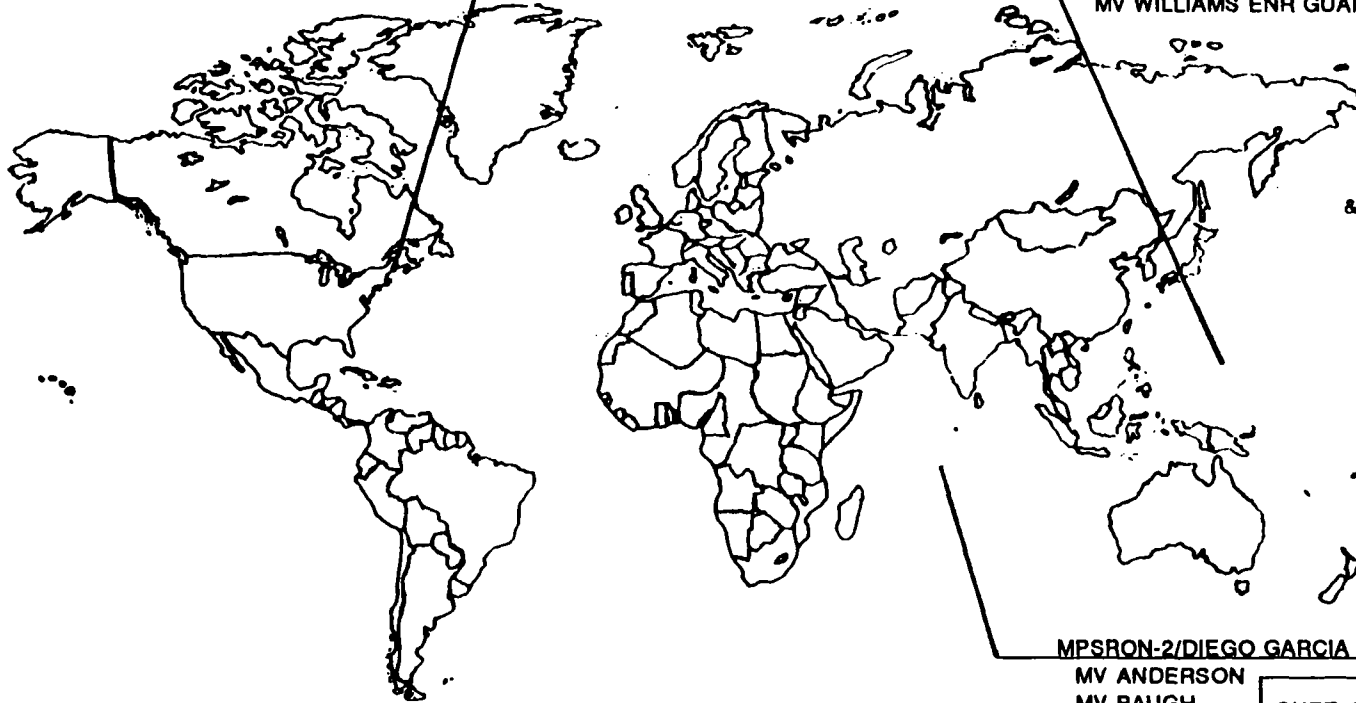 MV WILLIAMS ENR GUA
&
MPSRON-2/DIEGO GARCIA
MV ANDERSON
MV BAUGH